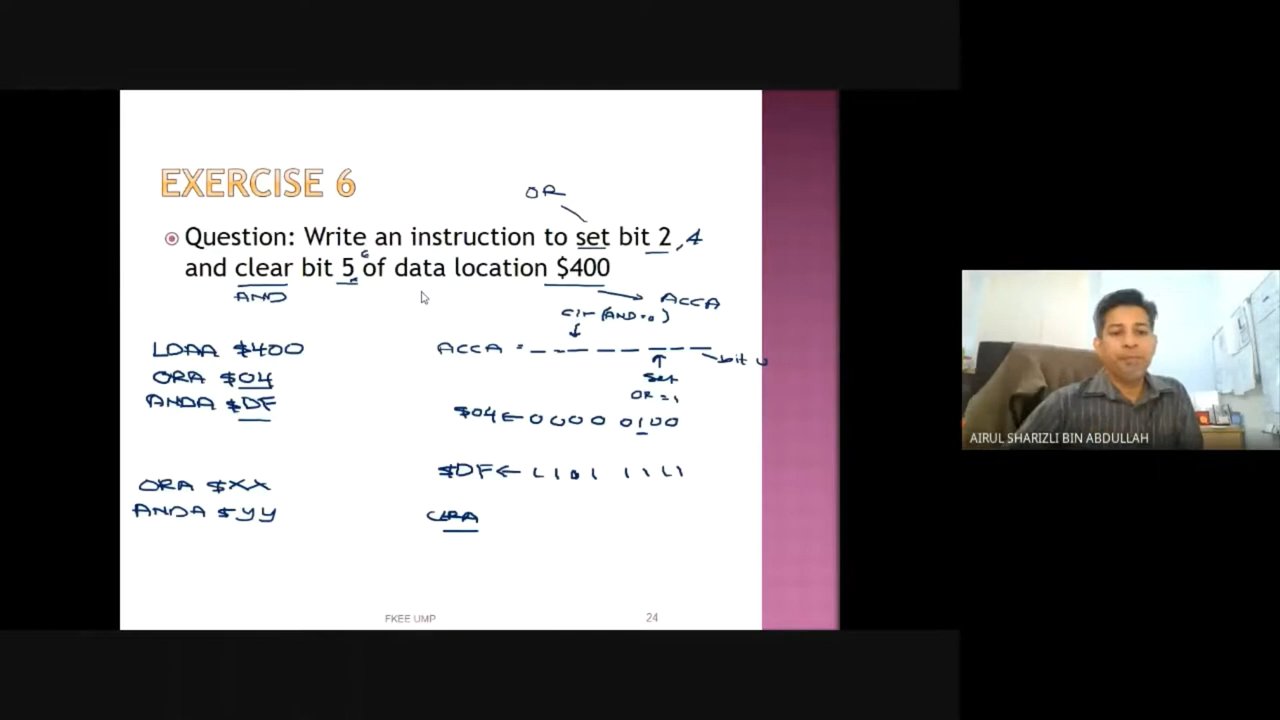 EXERCISE 6
OR
Question: Write an instruction to set bit 2, 4
and clear bit 5 of data location $400
AND
ACCA
clr (AND=0)
LDAA $400
ORA $04
ANDA $DF
ACCA =
bit 0
set
OR = 1
$04 ← 0000 0100
$DF ← 1101 1111
ORA $XX
ANDA $YY
CLRA
AIRUL SHARIZLI BIN ABDULLAH
FKEE UMP
24